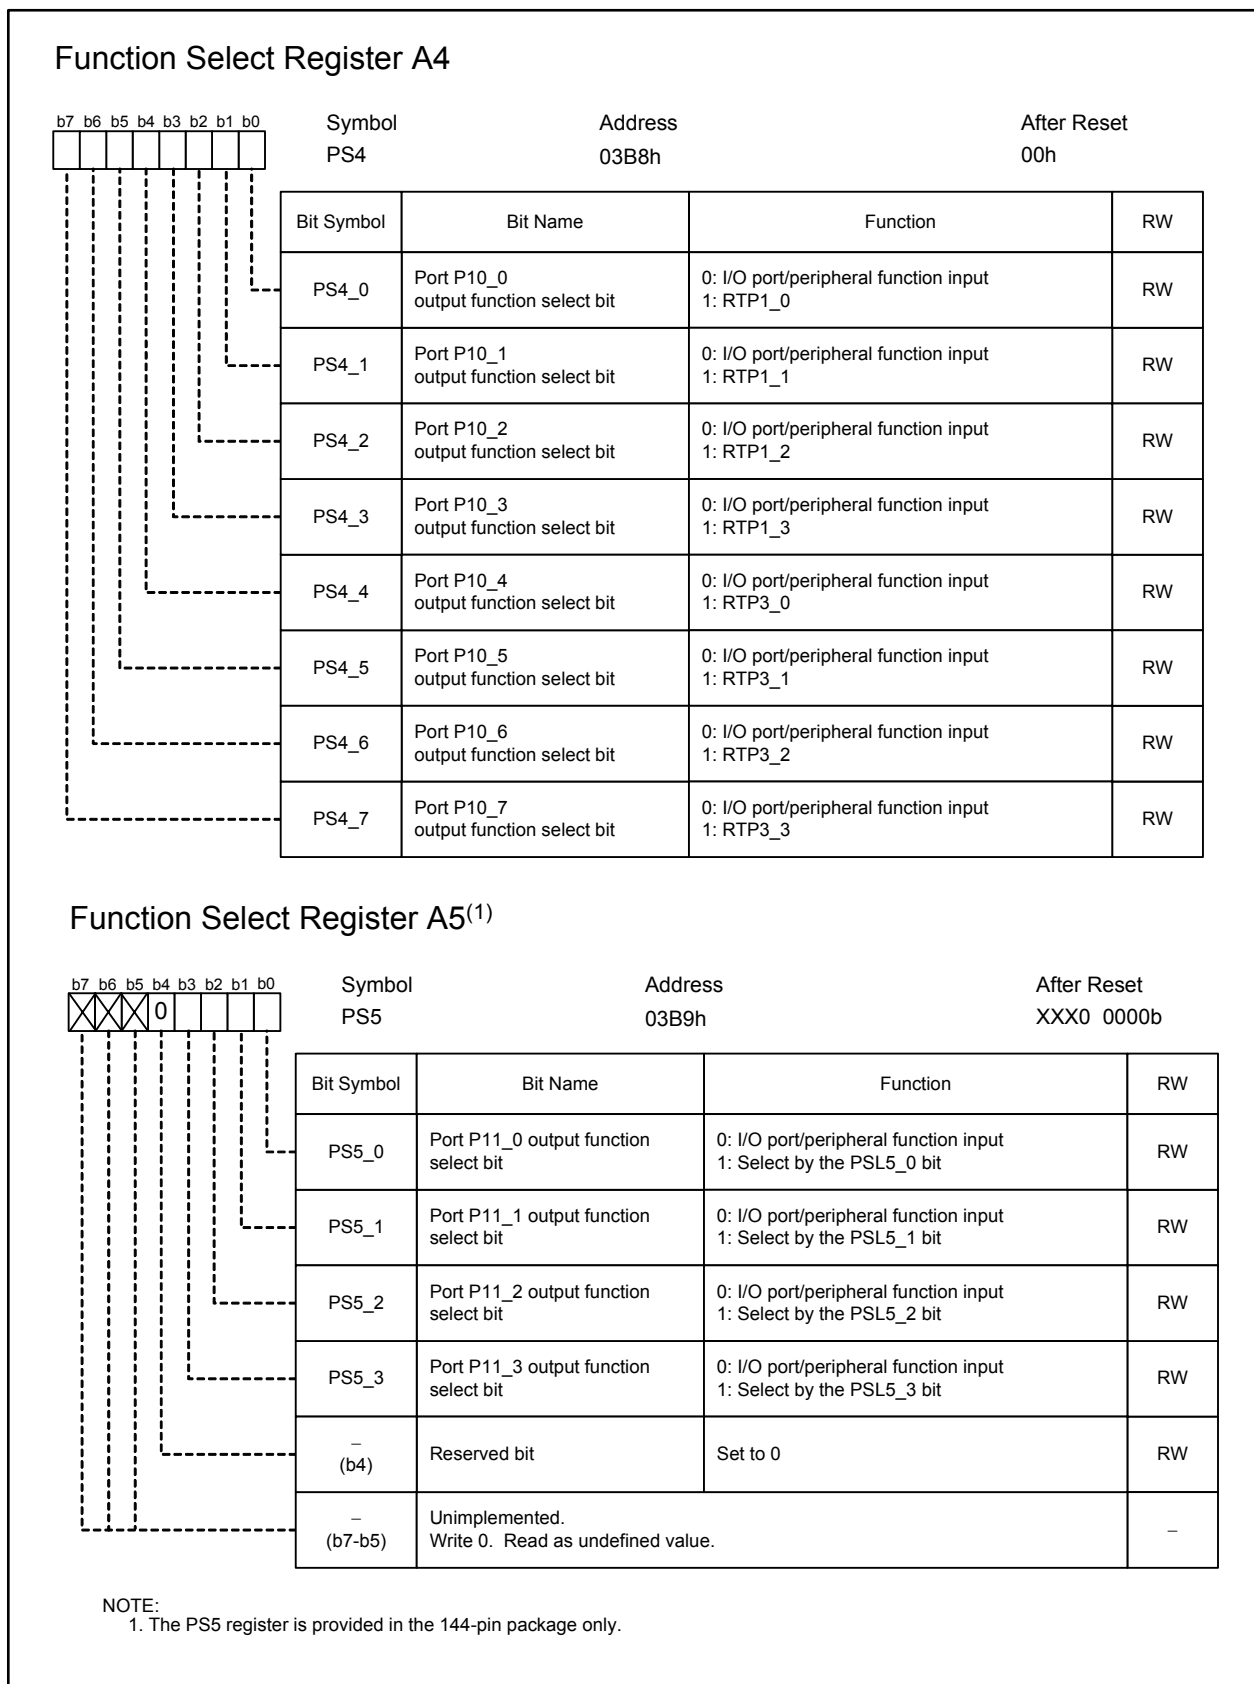 Function Select Register A4
b7 b6 b5 b4 b3 b2 b1 b0
Symbol Address After Reset
PS4 03B8h 00h
Bit Symbol Bit Name Function RW
PS4_0 Port P10_0 output function select bit 0: I/O port/peripheral function input 1: RTP1_0 RW
PS4_1 Port P10_1 output function select bit 0: I/O port/peripheral function input 1: RTP1_1 RW
PS4_2 Port P10_2 output function select bit 0: I/O port/peripheral function input 1: RTP1_2 RW
PS4_3 Port P10_3 output function select bit 0: I/O port/peripheral function input 1: RTP1_3 RW
PS4_4 Port P10_4 output function select bit 0: I/O port/peripheral function input 1: RTP3_0 RW
PS4_5 Port P10_5 output function select bit 0: I/O port/peripheral function input 1: RTP3_1 RW
PS4_6 Port P10_6 output function select bit 0: I/O port/peripheral function input 1: RTP3_2 RW
PS4_7 Port P10_7 output function select bit 0: I/O port/peripheral function input 1: RTP3_3 RW
Function Select Register A5(1)
b7 b6 b5 b4 b3 b2 b1 b0
0
Symbol Address After Reset
PS5 03B9h XXX0 0000b
Bit Symbol Bit Name Function RW
PS5_0 Port P11_0 output function select bit 0: I/O port/peripheral function input 1: Select by the PSL5_0 bit RW
PS5_1 Port P11_1 output function select bit 0: I/O port/peripheral function input 1: Select by the PSL5_1 bit RW
PS5_2 Port P11_2 output function select bit 0: I/O port/peripheral function input 1: Select by the PSL5_2 bit RW
PS5_3 Port P11_3 output function select bit 0: I/O port/peripheral function input 1: Select by the PSL5_3 bit RW
– (b4) Reserved bit Set to 0 RW
– (b7-b5) Unimplemented. Write 0. Read as undefined value. –
NOTE:
1. The PS5 register is provided in the 144-pin package only.